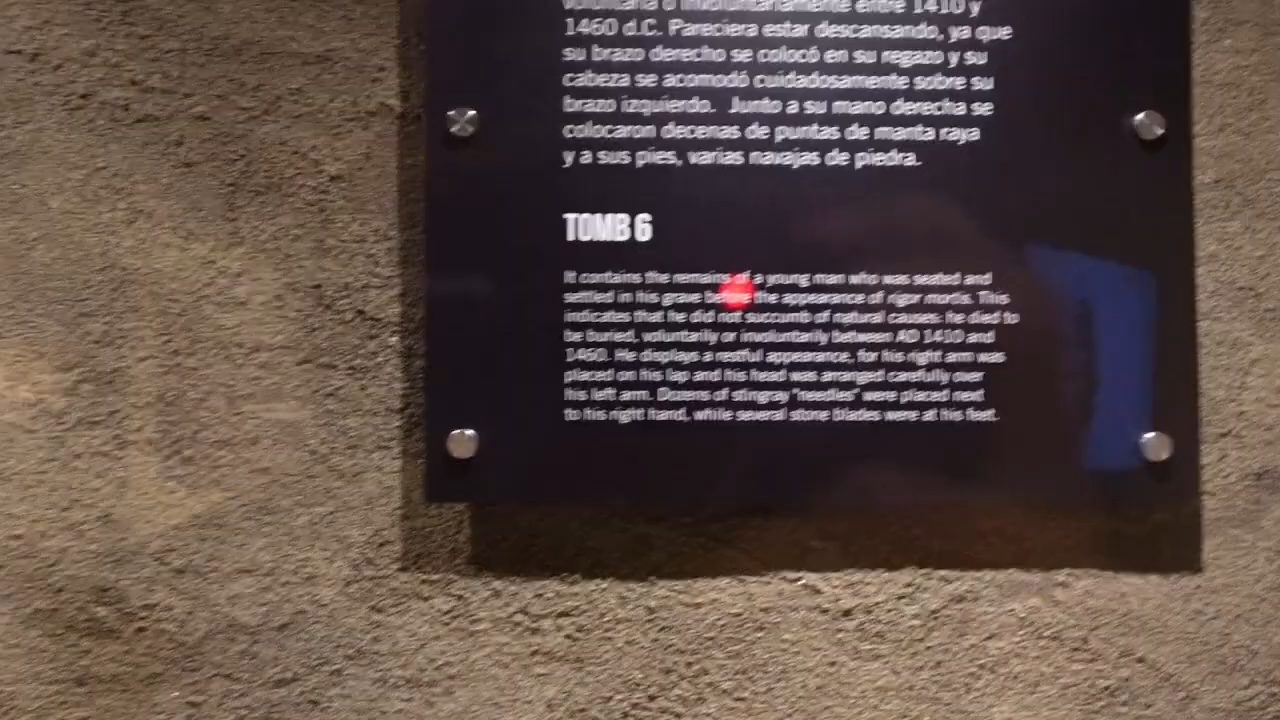 voluntaria o involuntariamente entre 1410 y
1460 d.C. Pareciera estar descansando, ya que
su brazo derecho se colocó en su regazo y su
cabeza se acomodó cuidadosamente sobre su
brazo izquierdo. Junto a su mano derecha se
colocaron decenas de puntas de manta raya
y a sus pies, varias navajas de piedra.
TOMB 6
It contains the remains of a young man who was seated and
settled in his grave before the appearance of rigor mortis. This
indicates that he did not succumb of natural causes: he died to
be buried, voluntarily or involuntarily between AD 1410 and
1460. He displays a restful appearance, for his right arm was
placed on his lap and his head was arranged carefully over
his left arm. Dozens of stingray "needles" were placed next
to his right hand, while several stone blades were at his feet.